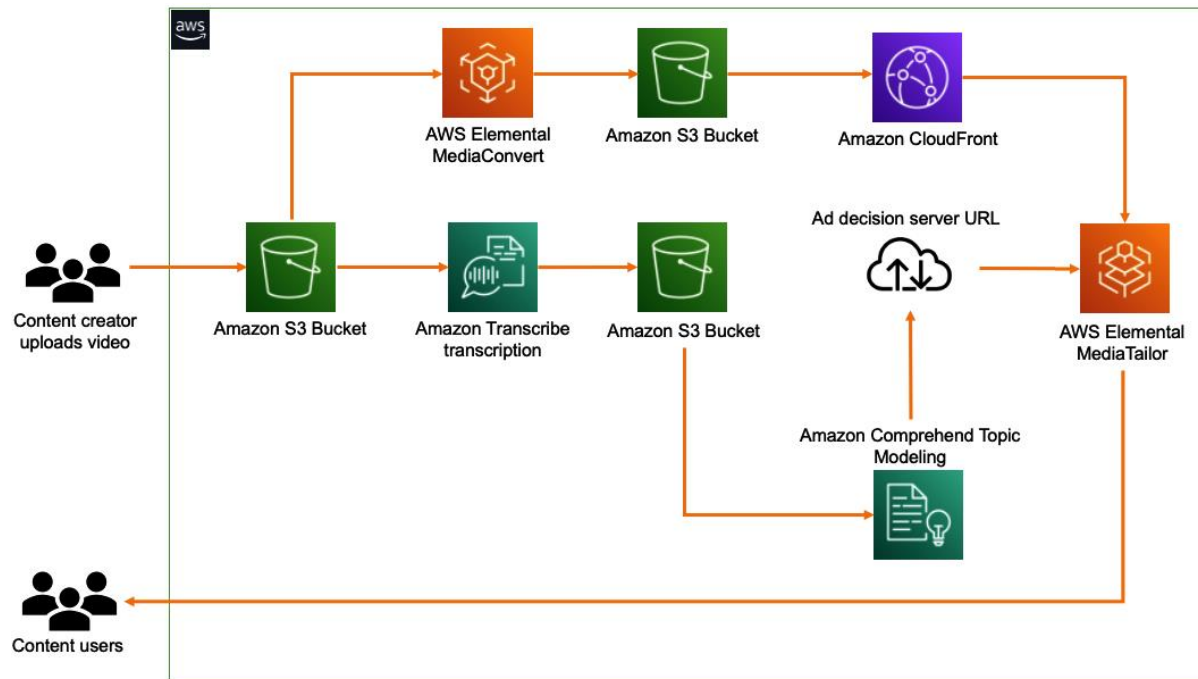 aws
AWS Elemental
MediaConvert
Amazon S3 Bucket
Amazon CloudFront
Ad decision server URL
Content creator
uploads video
Amazon S3 Bucket
Amazon Transcribe
transcription
Amazon S3 Bucket
AWS Elemental
MediaTailor
Amazon Comprehend Topic
Modeling
Content users